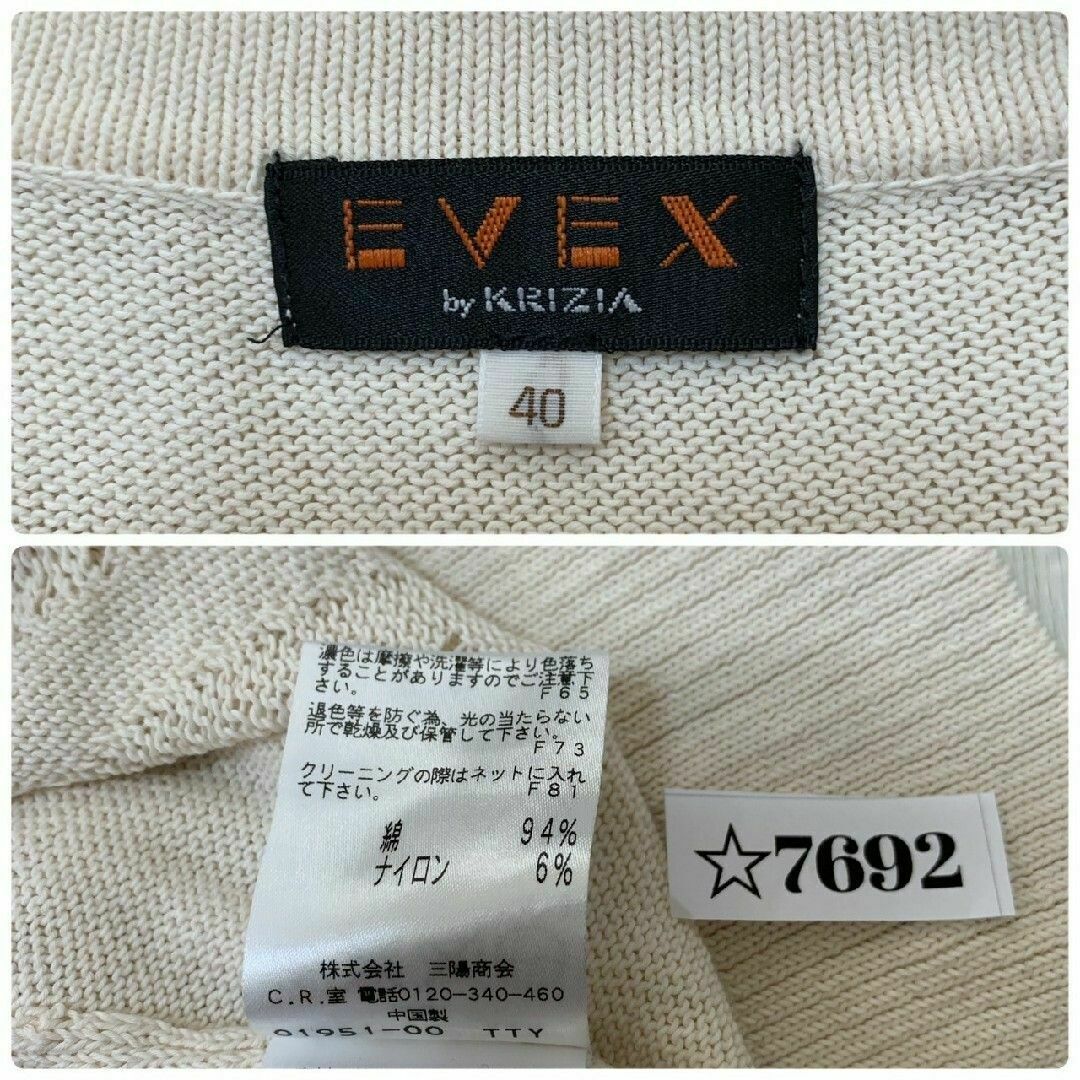 EVEX
by KRIZIA
40
濃色は摩擦や洗濯等により色落ち
することがありますのでご注意下
さい。 F65
退色等を防ぐ為、光の当たらない
所で乾燥及び保管して下さい。
F73
クリーニングの際はネットに入れ
て下さい。 F81
綿 94%
ナイロン 6%
株式会社 三陽商会
C.R.室 電話0120-340-460
中国製
01951-00 TTY
☆7692